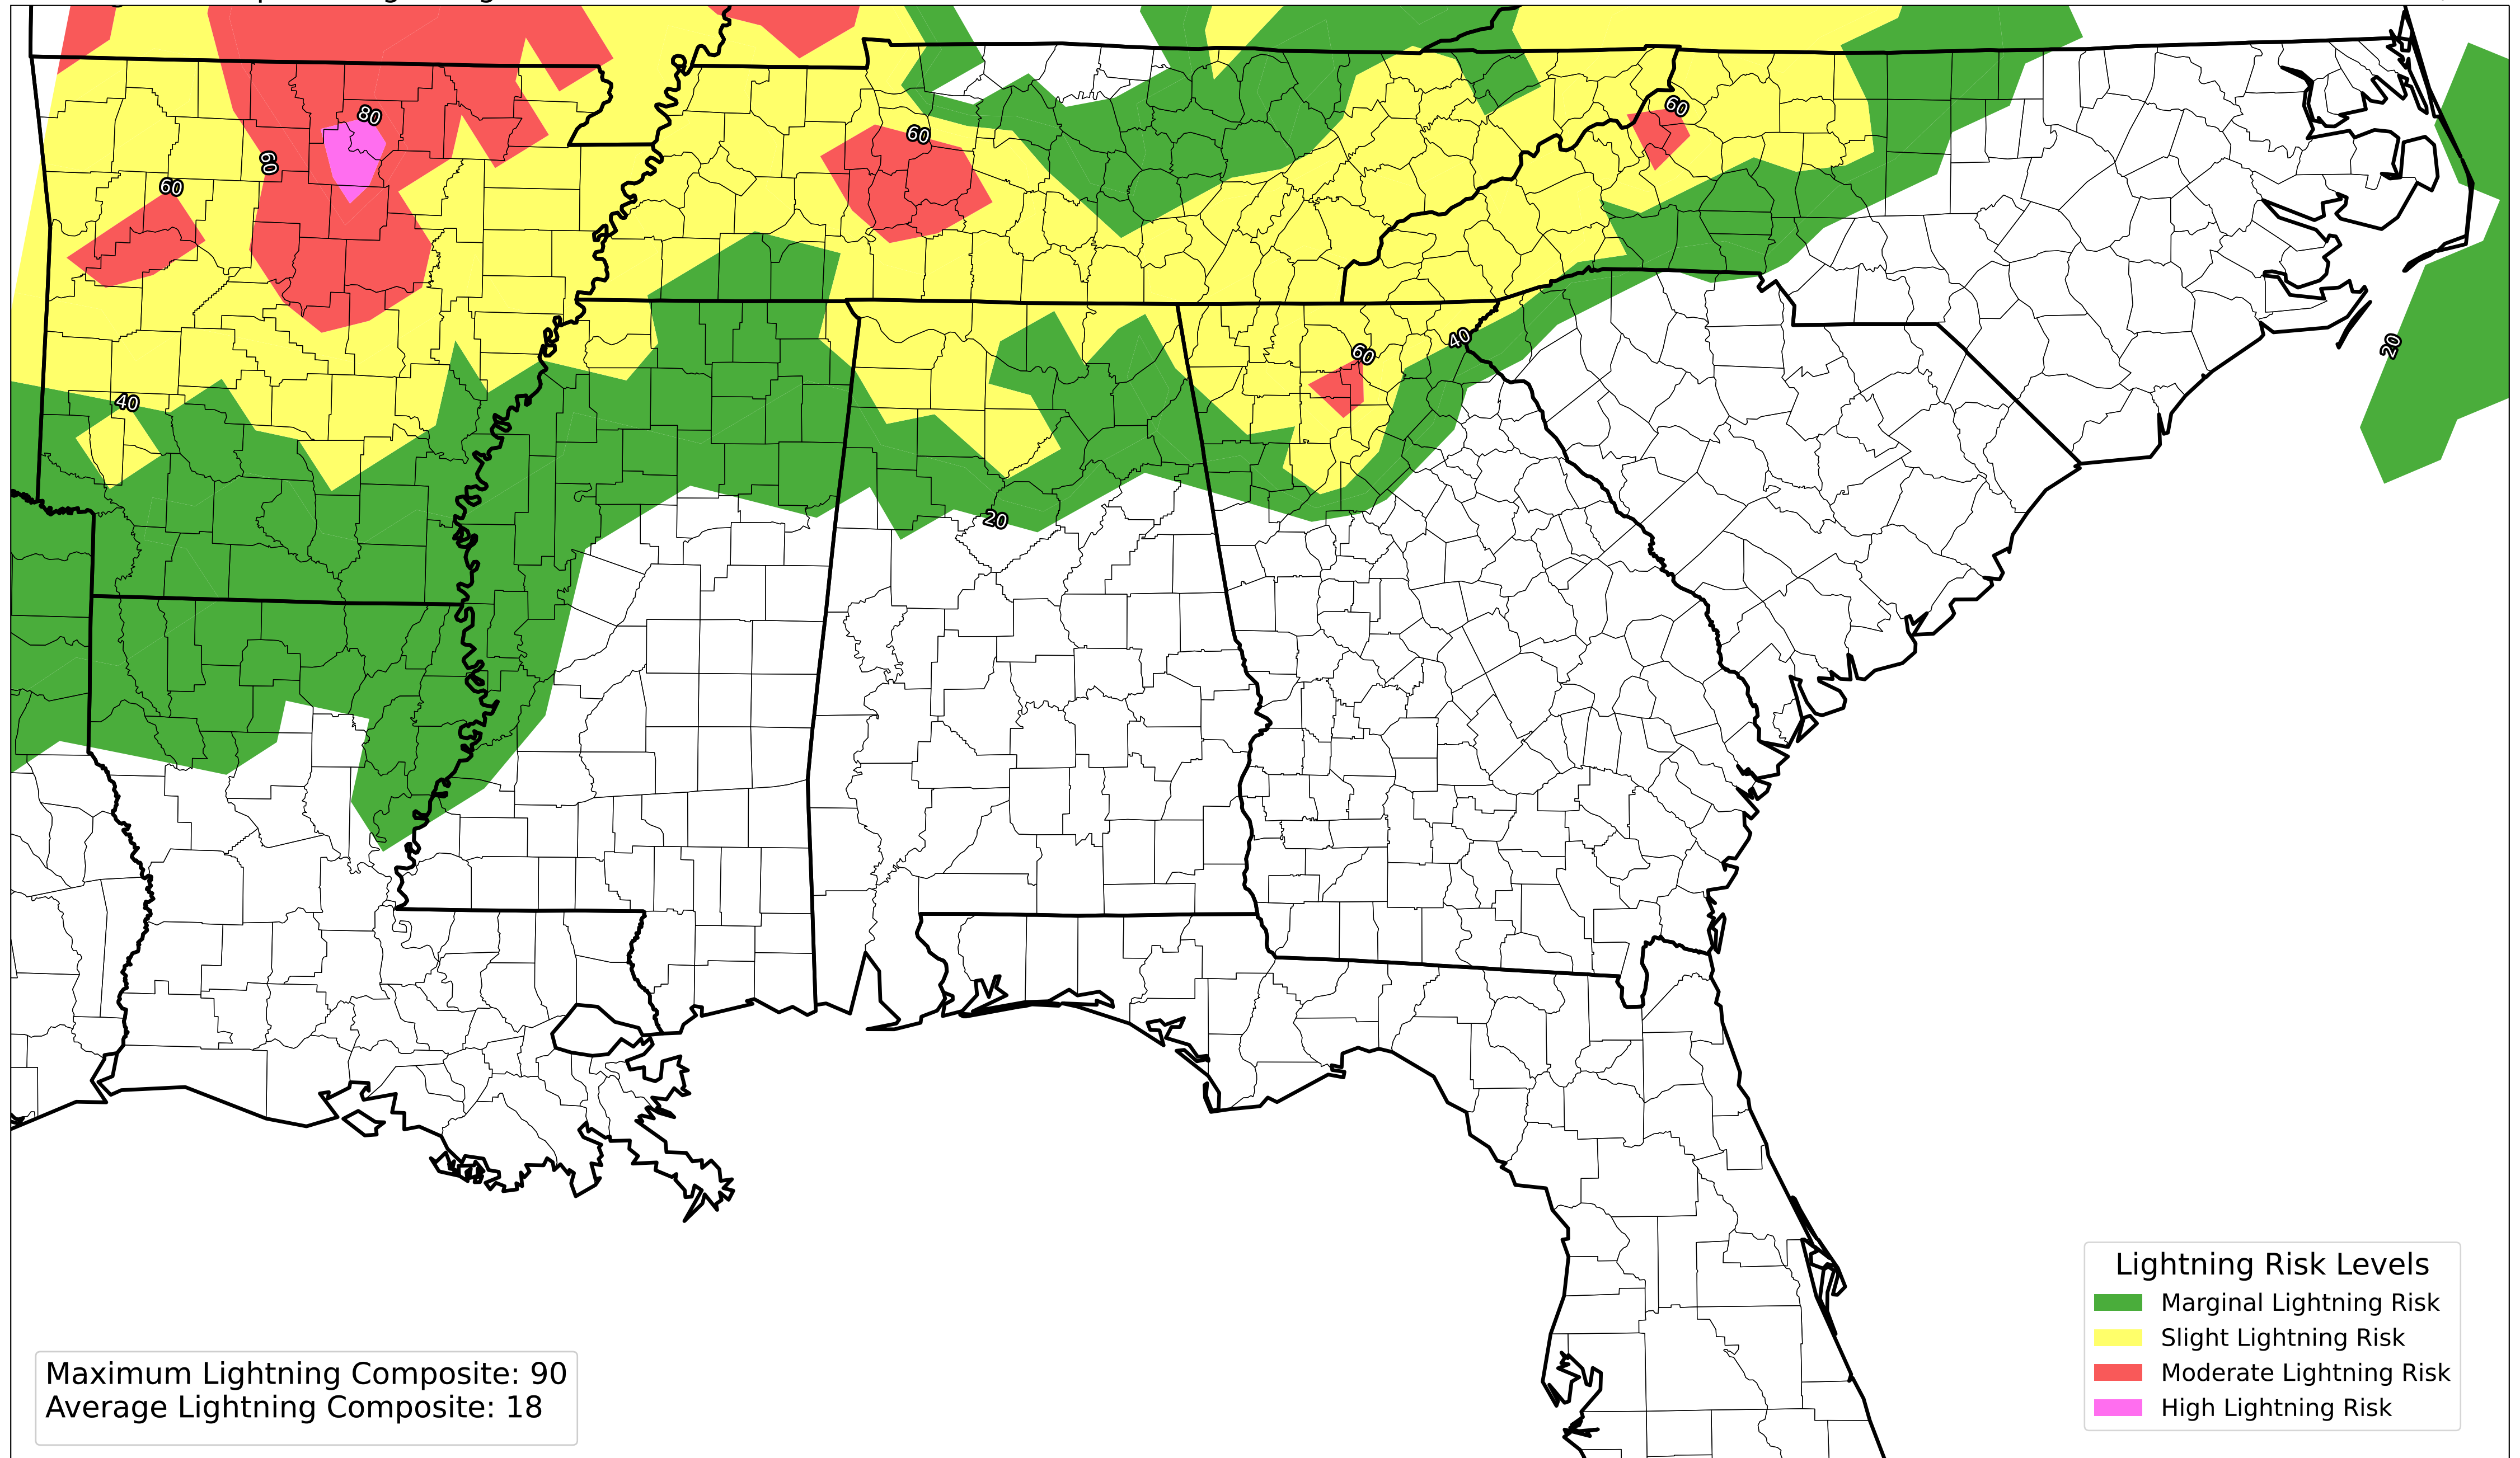 80
60
60
60
60
60
40
40
20
20
Maximum Lightning Composite: 90
Average Lightning Composite: 18
Lightning Risk Levels
Marginal Lightning Risk
Slight Lightning Risk
Moderate Lightning Risk
High Lightning Risk